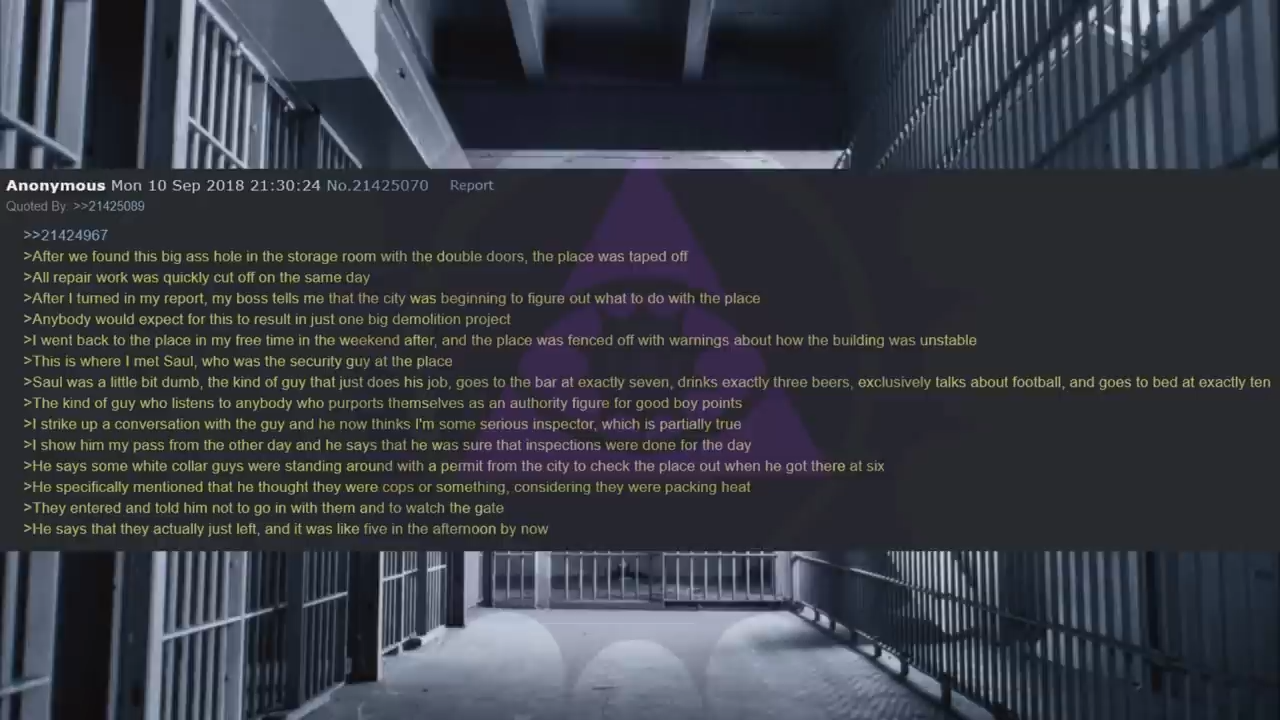 Anonymous Mon 10 Sep 2018 21:30:24 No.21425070 Report
Quoted By: >>21425089
>>21424967
>After we found this big ass hole in the storage room with the double doors, the place was taped off
>All repair work was quickly cut off on the same day
>After I turned in my report, my boss tells me that the city was beginning to figure out what to do with the place
>Anybody would expect for this to result in just one big demolition project
>I went back to the place in my free time in the weekend after, and the place was fenced off with warnings about how the building was unstable
>This is where I met Saul, who was the security guy at the place
>Saul was a little bit dumb, the kind of guy that just does his job, goes to the bar at exactly seven, drinks exactly three beers, exclusively talks about football, and goes to bed at exactly ten
>The kind of guy who listens to anybody who purports themselves as an authority figure for good boy points
>I strike up a conversation with the guy and he now thinks I'm some serious inspector, which is partially true
>I show him my pass from the other day and he says that he was sure that inspections were done for the day
>He says some white collar guys were standing around with a permit from the city to check the place out when he got there at six
>He specifically mentioned that he thought they were cops or something, considering they were packing heat
>They entered and told him not to go in with them and to watch the gate
>He says that they actually just left, and it was like five in the afternoon by now